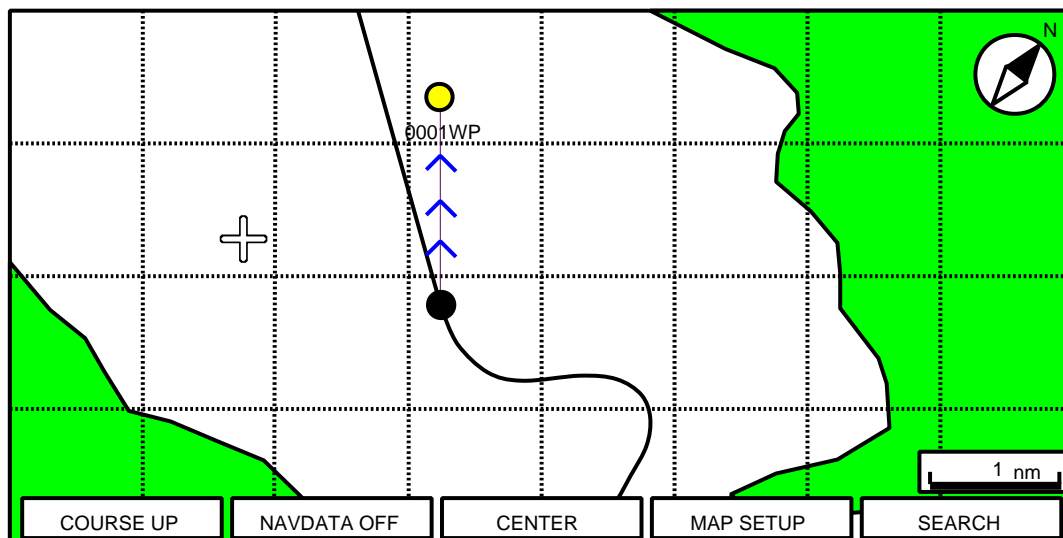 N
0001WP
1 nm
COURSE UP
NAVDATA OFF
CENTER
MAP SETUP
SEARCH